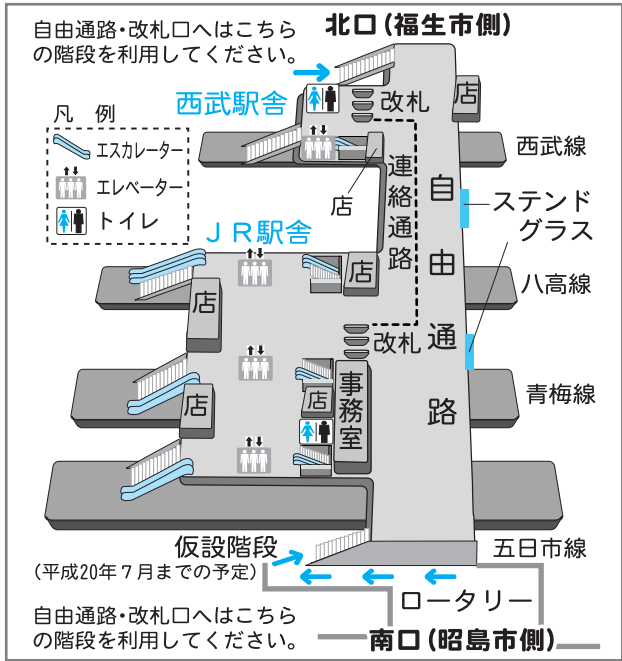 自由通路・改札口へはこちら
の階段を利用してください。
北口(福生市側)
西武駅舎
改札
店
凡 例
エスカレーター
エレベーター
トイレ
店
連絡通路
自由通路
西武線
ステンド
グラス
JR駅舎
店
店
八高線
改札
店
店
事務室
青梅線
仮設階段
(平成20年7月までの予定)
五日市線
ロータリー
自由通路・改札口へはこちら
の階段を利用してください。
南口(昭島市側)